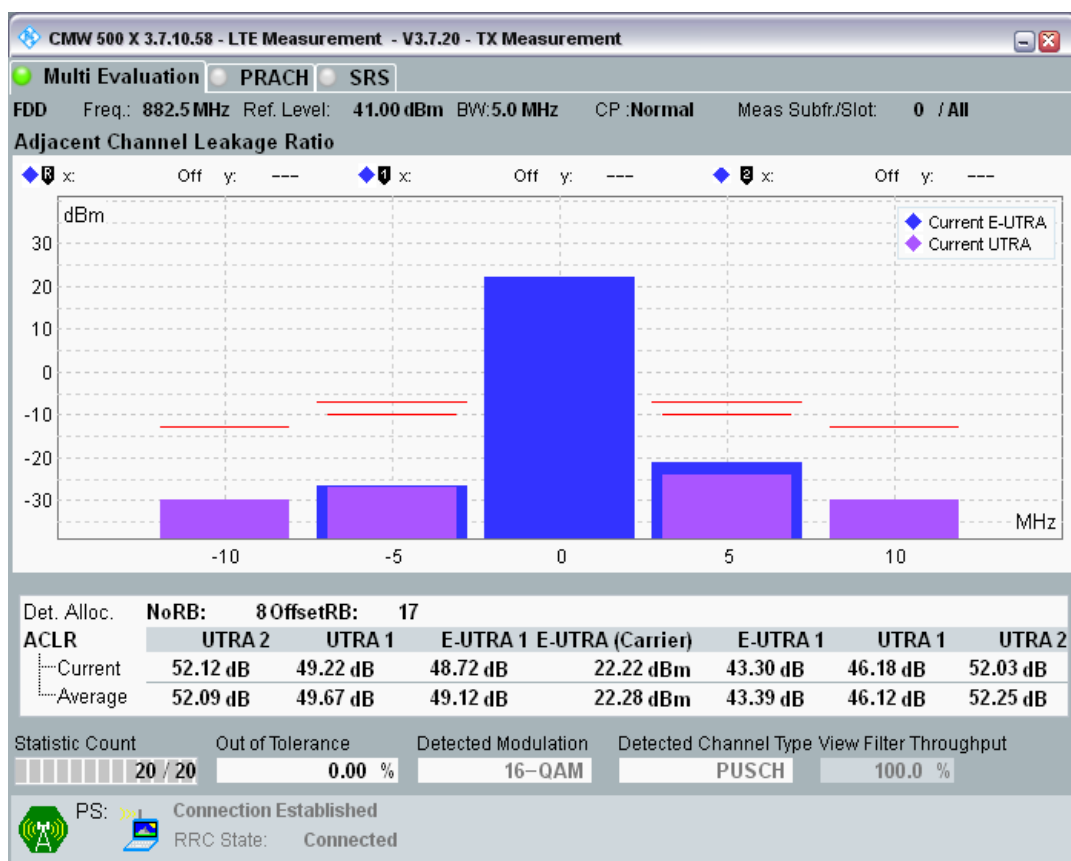 CMW 500 X 3.7.10.58 - LTE Measurement - V3.7.20 - TX Measurement
Multi Evaluation PRACH SRS
FDD Freq.: 882.5 MHz Ref. Level: 41.00 dBm BW:5.0 MHz CP :Normal Meas Subfr./Slot: 0 / All
Adjacent Channel Leakage Ratio
R x: Off y: --- 1 x: Off y: --- 2 x: Off y: ---
dBm
Current E-UTRA
Current UTRA
30
20
10
0
-10
-20
-30
MHz
-10 -5 0 5 10
Det. Alloc. NoRB: 8 OffsetRB: 17
ACLR UTRA 2 UTRA 1 E-UTRA 1 E-UTRA (Carrier) E-UTRA 1 UTRA 1 UTRA 2
Current 52.12 dB 49.22 dB 48.72 dB 22.22 dBm 43.30 dB 46.18 dB 52.03 dB
Average 52.09 dB 49.67 dB 49.12 dB 22.28 dBm 43.39 dB 46.12 dB 52.25 dB
Statistic Count Out of Tolerance Detected Modulation Detected Channel Type View Filter Throughput
20 / 20 0.00 % 16-QAM PUSCH 100.0 %
PS: Connection Established
RRC State: Connected